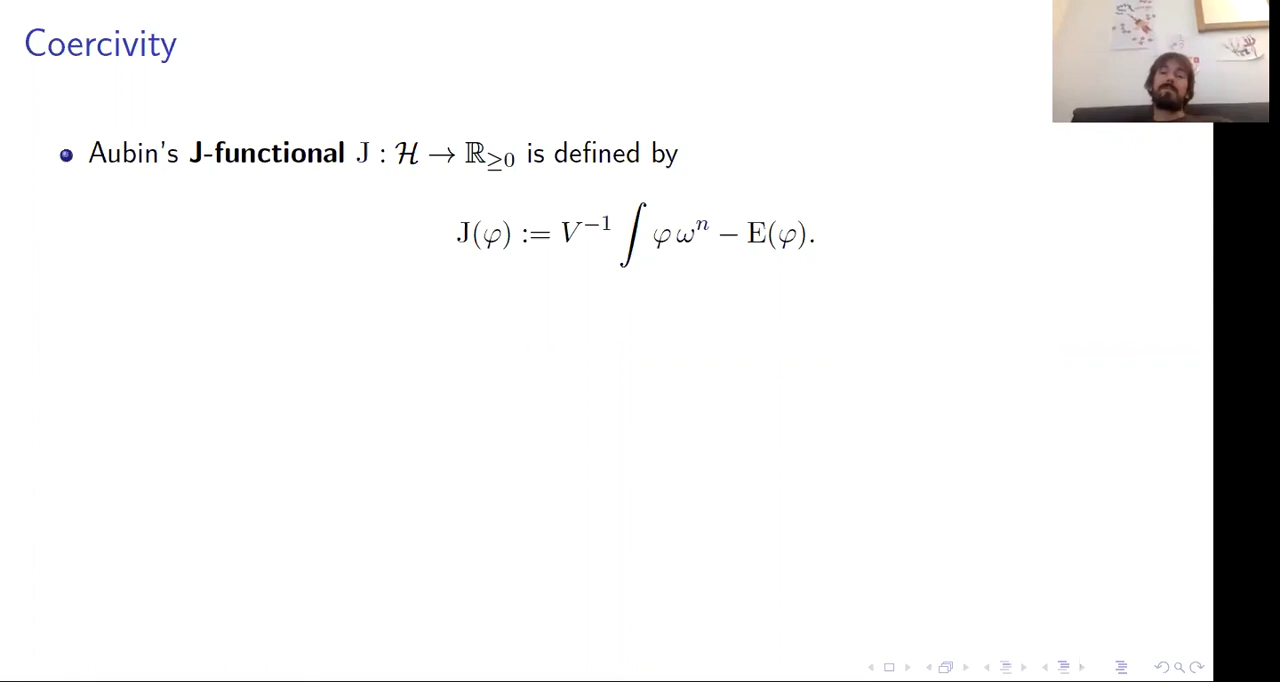 Coercivity
Aubin's J-functional J : ℋ → ℝ≥0 is defined by
J(φ) := V⁻¹ ∫ φ ωⁿ − E(φ).